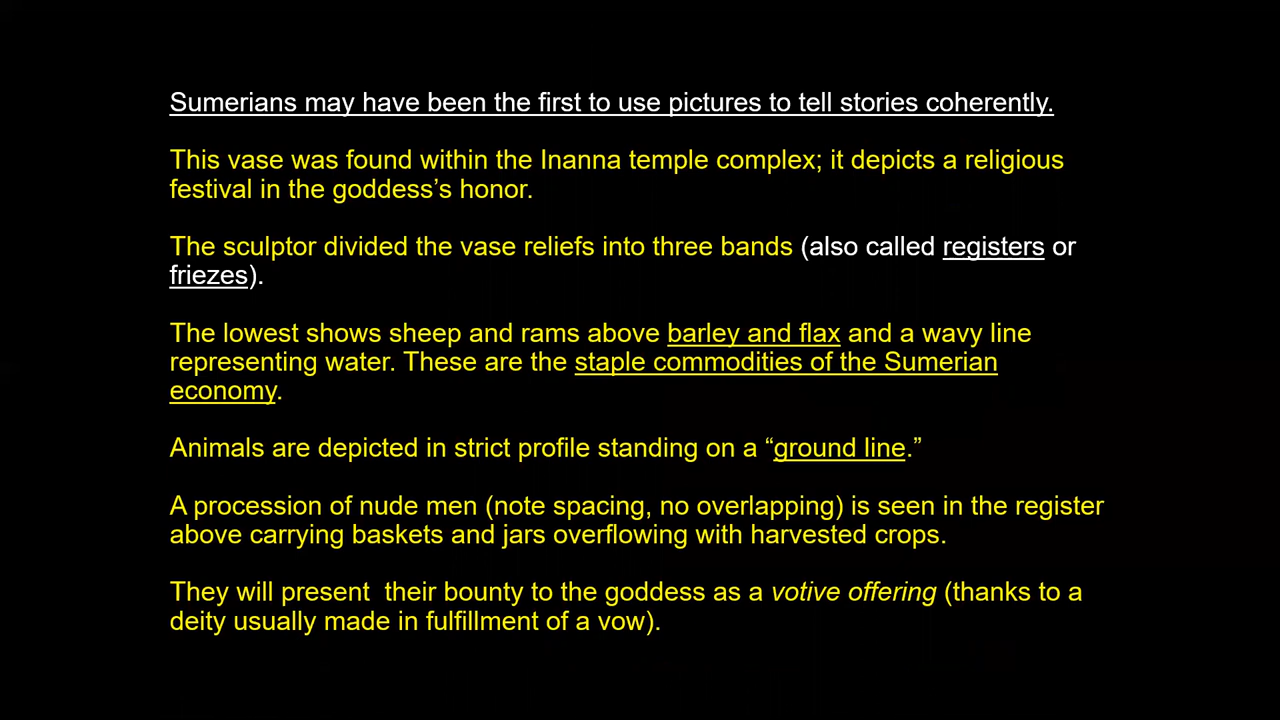 Sumerians may have been the first to use pictures to tell stories coherently.
This vase was found within the Inanna temple complex; it depicts a religious
festival in the goddess’s honor.
The sculptor divided the vase reliefs into three bands (also called registers or
friezes).
The lowest shows sheep and rams above barley and flax and a wavy line
representing water. These are the staple commodities of the Sumerian
economy.
Animals are depicted in strict profile standing on a “ground line.”
A procession of nude men (note spacing, no overlapping) is seen in the register
above carrying baskets and jars overflowing with harvested crops.
They will present  their bounty to the goddess as a votive offering (thanks to a
deity usually made in fulfillment of a vow).